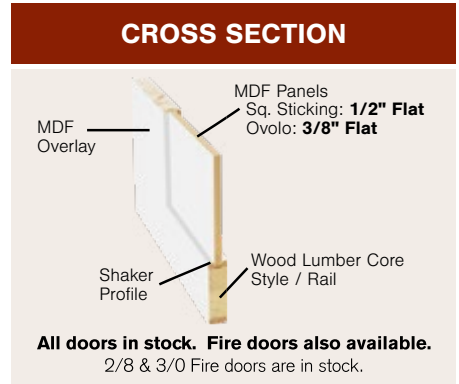 CROSS SECTION
MDF Panels
Sq. Sticking: 1/2" Flat
Ovolo: 3/8" Flat
MDF
Overlay
Wood Lumber Core
Style / Rail
Shaker
Profile
All doors in stock. Fire doors also available.
2/8 & 3/0 Fire doors are in stock.